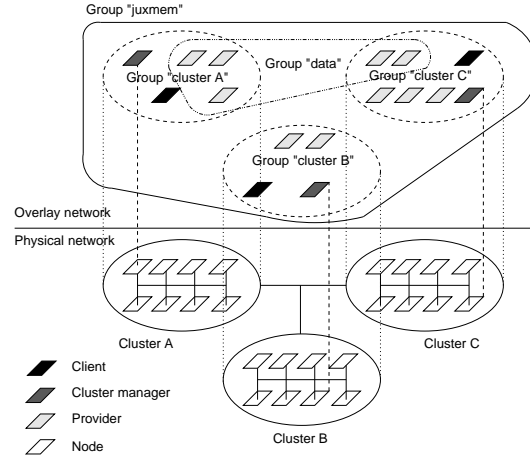 Group "juxmem"
Group "cluster A"
Group "data"
Group "cluster C"
Group "cluster B"
Overlay network
Physical network
Cluster A
Cluster C
Cluster B
Client
Cluster manager
Provider
Node